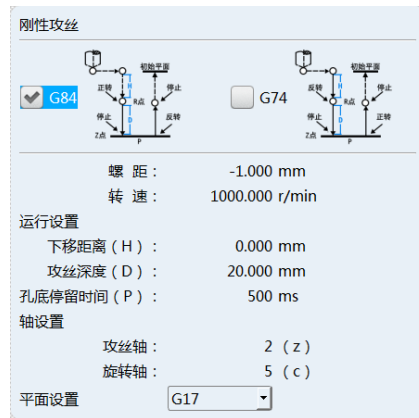 刚性攻丝
初始平面 初始平面
正转 H 停止 反转 H 停止
G84 R点 G74 R点
停止 D 反转 停止 D 正转
Z点 P Z点 P
螺 距： -1.000 mm
转 速： 1000.000 r/min
运行设置
下移距离（H）： 0.000 mm
攻丝深度（D）： 20.000 mm
孔底停留时间（P）： 500 ms
轴设置
攻丝轴： 2 （z）
旋转轴： 5 （c）
平面设置 G17